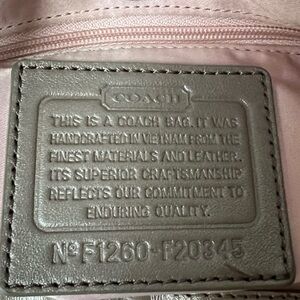 COACH
THIS IS A COACH BAG. IT WAS
HANDCRAFTED IN VIETNAM FROM THE
FINEST MATERIALS AND LEATHER.
ITS SUPERIOR CRAFTSMANSHIP
REFLECTS OUR COMMITMENT TO
ENDURING QUALITY.
Nº F1260-F20345